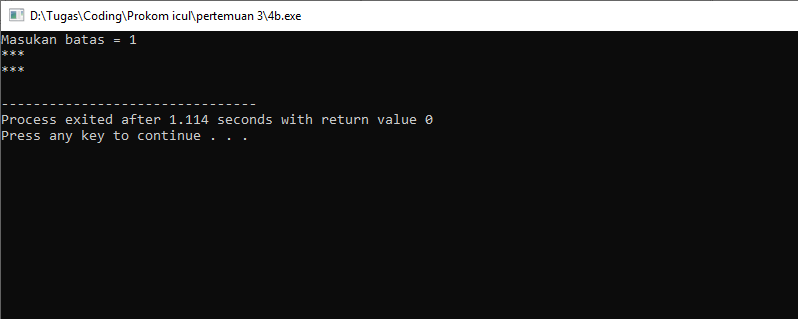 D:\Tugas\Coding\Prokom icul\pertemuan 3\4b.exe
Masukan batas = 1
***
***
--------------------------------
Process exited after 1.114 seconds with return value 0
Press any key to continue . . .